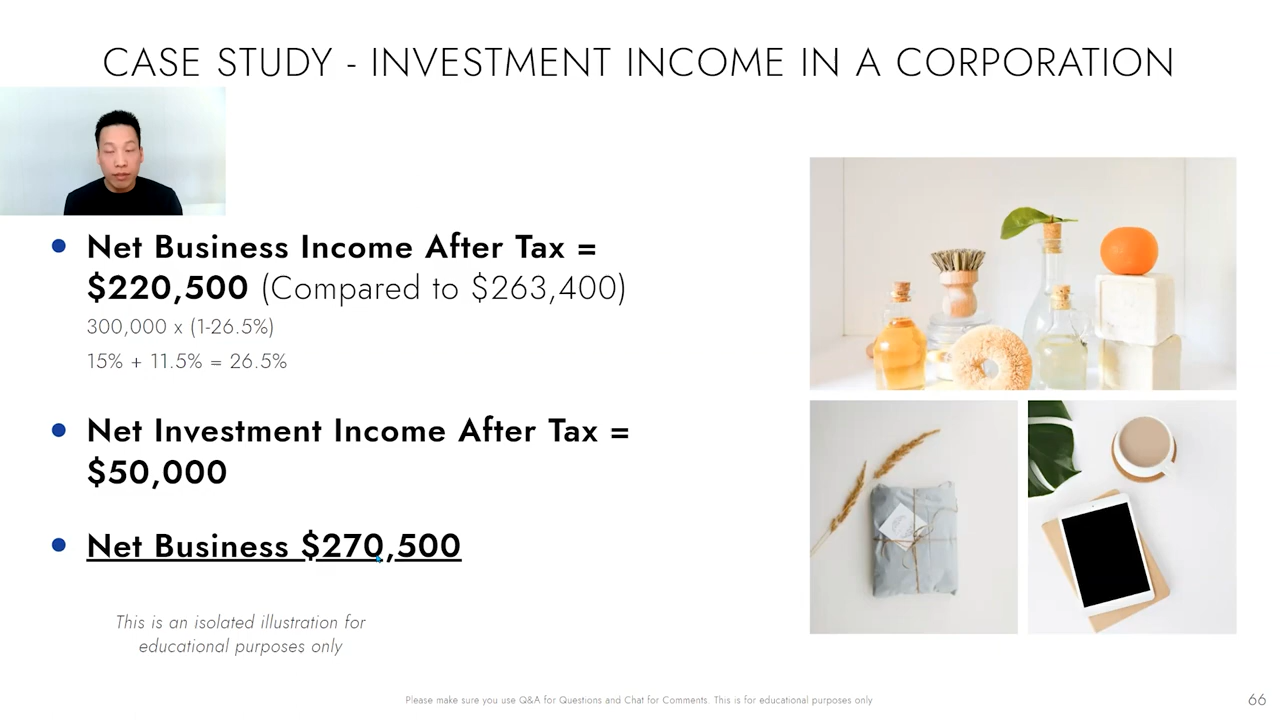 CASE STUDY - INVESTMENT INCOME IN A CORPORATION
Net Business Income After Tax =
$220,500 (Compared to $263,400)
300,000 x (1-26.5%)
15% + 11.5% = 26.5%
Net Investment Income After Tax =
$50,000
Net Business $270,500
This is an isolated illustration for
educational purposes only
Please make sure you use Q&A for Questions and Chat for Comments. This is for educational purposes only
66